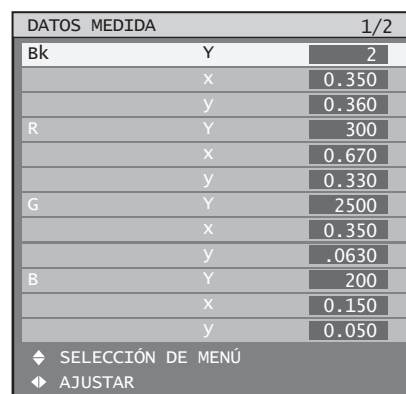 DATOS MEDIDA 1/2
Bk Y 2
x 0.350
y 0.360
R Y 300
x 0.670
y 0.330
G Y 2500
x 0.350
y .0630
B Y 200
x 0.150
y 0.050
SELECCIÓN DE MENÚ
AJUSTAR